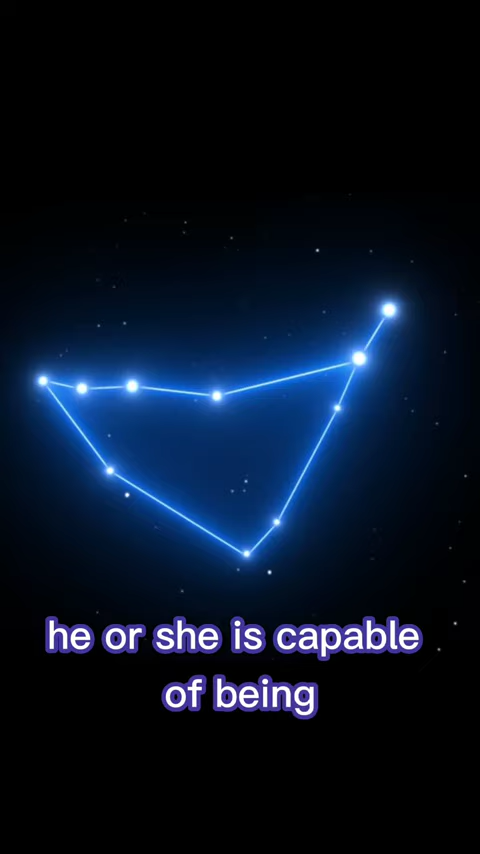 he or she is capable
of being